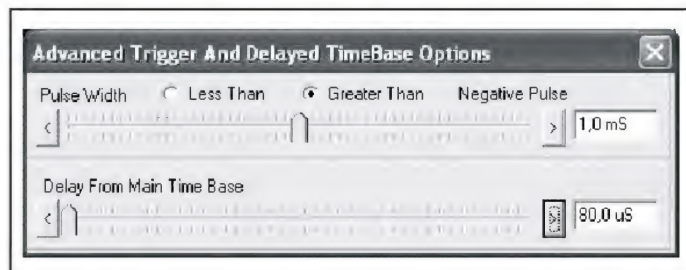 Advanced Trigger And Delayed TimeBase Options
Pulse Width Less Than Greater Than Negative Pulse
1,0 mS
Delay From Main Time Base
80,0 uS